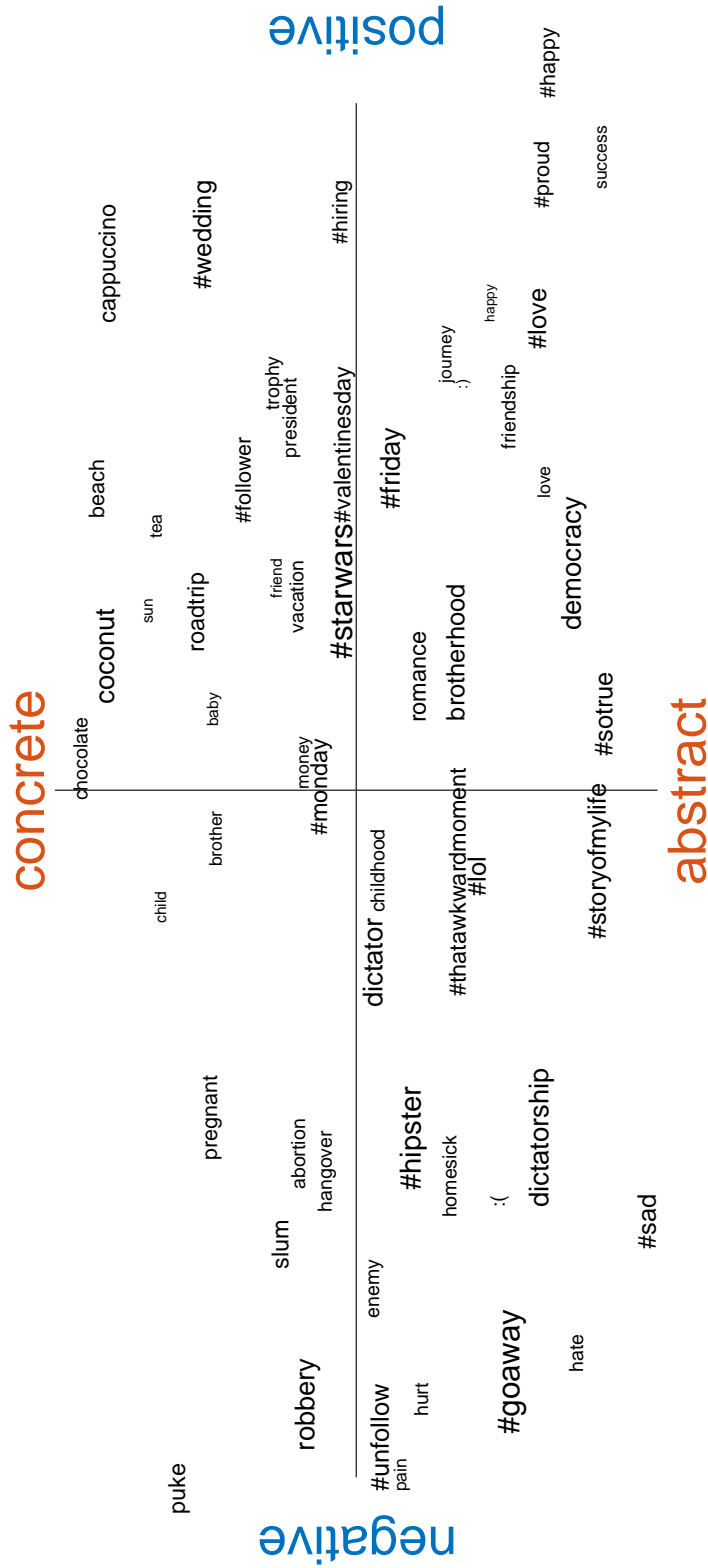 concrete
chocolate
beach
coconut
cappuccino
sun
tea
child
puke
roadtrip
#wedding
pregnant
baby
brother
#follower
trophy
friend
slum
president
abortion
vacation
money
robbery
#monday
hangover
#starwars
#valentinesday
#hiring
negative
positive
dictator
enemy
childhood
#unfollow
#friday
pain
#hipster
romance
hurt
journey
homesick
brotherhood
#thatawkwardmoment
:)
#lol
happy
:(
friendship
#goaway
dictatorship
#love
#proud
love
#happy
democracy
hate
#storyofmylife
success
#sotrue
#sad
abstract